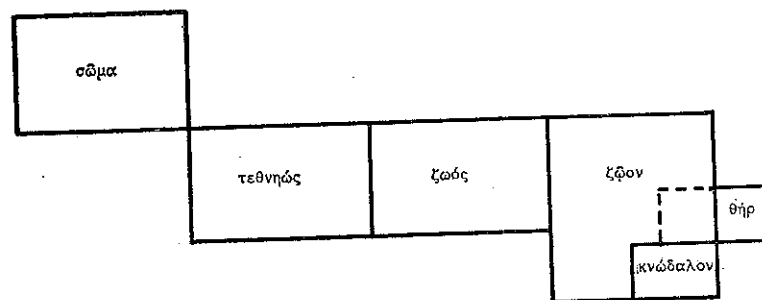 σῶμα
τεθνηώς
ζωός
ζῷον
θήρ
κνώδαλον